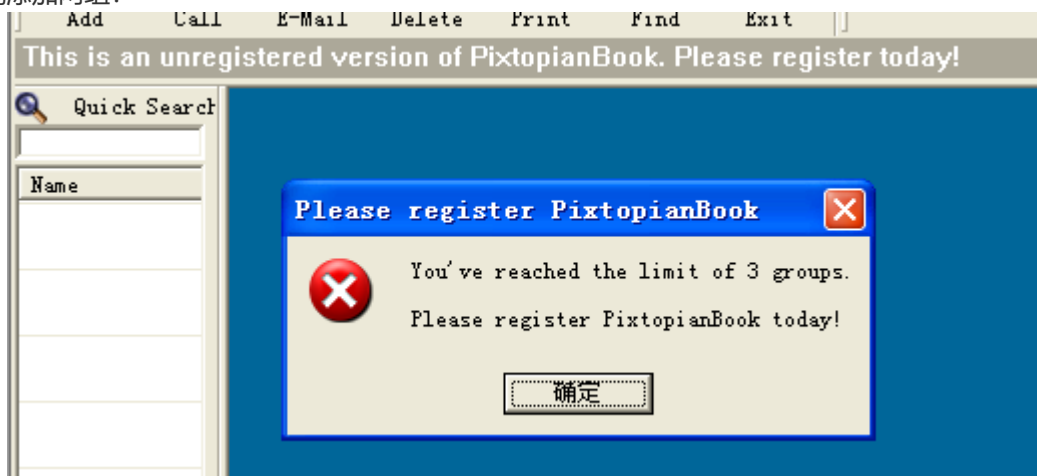 Add Call E-Mail Delete Print Find Exit
This is an unregistered version of PixtopianBook. Please register today!
Quick Search
Name
Please register PixtopianBook
You've reached the limit of 3 groups.
Please register PixtopianBook today!
确定